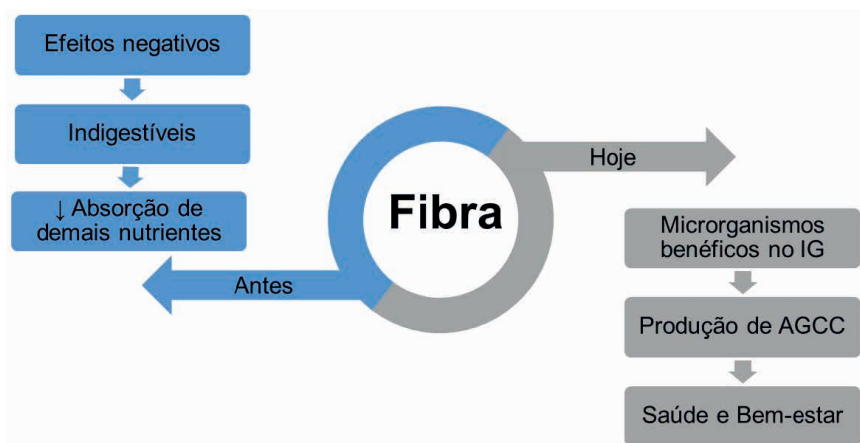 Efeitos negativos
Indigestíveis
↓ Absorção de
demais nutrientes
Antes
Fibra
Hoje
Microrganismos
benéficos no IG
Produção de AGCC
Saúde e Bem-estar